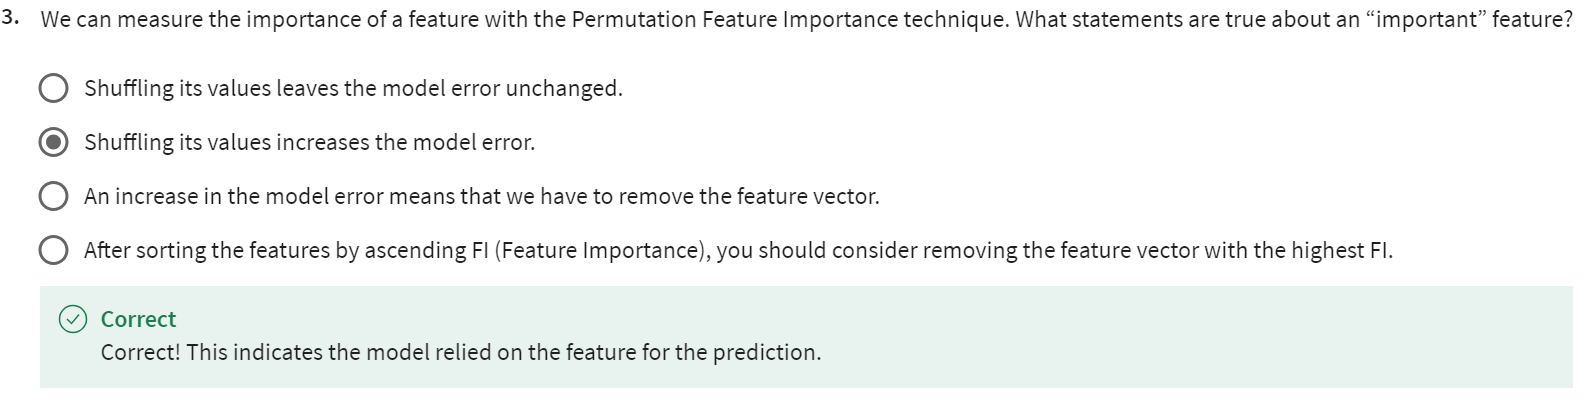 3. We can measure the importance of a feature with the Permutation Feature Importance technique. What statements are true about an “important” feature?
Shuffling its values leaves the model error unchanged.
Shuffling its values increases the model error.
An increase in the model error means that we have to remove the feature vector.
After sorting the features by ascending FI (Feature Importance), you should consider removing the feature vector with the highest FI.
Correct
Correct! This indicates the model relied on the feature for the prediction.